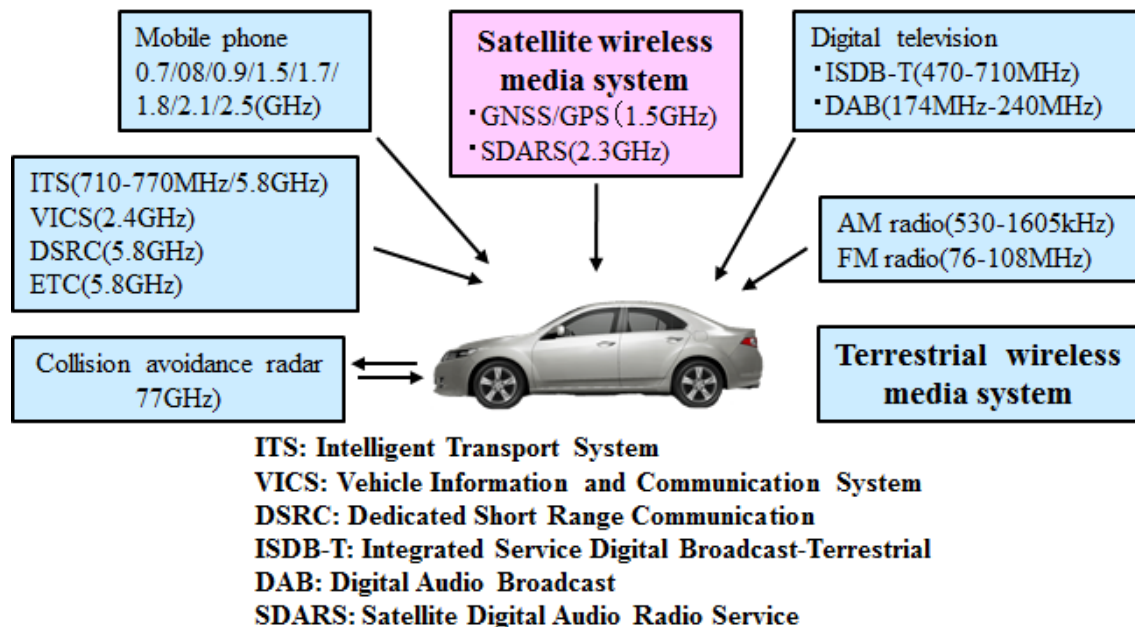 Mobile phone
0.7/08/0.9/1.5/1.7/
1.8/2.1/2.5(GHz)
Satellite wireless
media system
・GNSS/GPS（1.5GHz)
・SDARS(2.3GHz)
Digital television
・ISDB-T(470-710MHz)
・DAB(174MHz-240MHz)
ITS(710-770MHz/5.8GHz)
VICS(2.4GHz)
DSRC(5.8GHz)
ETC(5.8GHz)
AM radio(530-1605kHz)
FM radio(76-108MHz)
Collision avoidance radar
77GHz)
Terrestrial wireless
media system
ITS: Intelligent Transport System
VICS: Vehicle Information and Communication System
DSRC: Dedicated Short Range Communication
ISDB-T: Integrated Service Digital Broadcast-Terrestrial
DAB: Digital Audio Broadcast
SDARS: Satellite Digital Audio Radio Service